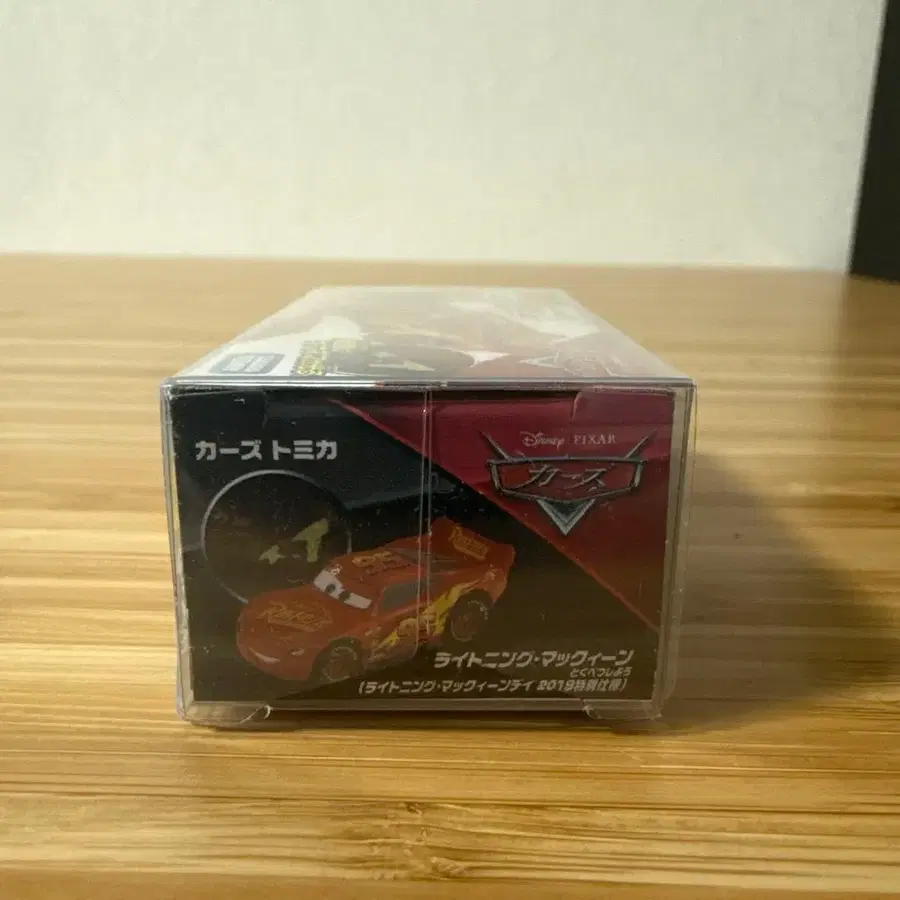 カーズ トミカ
Disney PIXAR
カーズ
ライトニング・マックィーン
とくべつしよう
(ライトニング・マックィーンデイ 2019特別仕様)